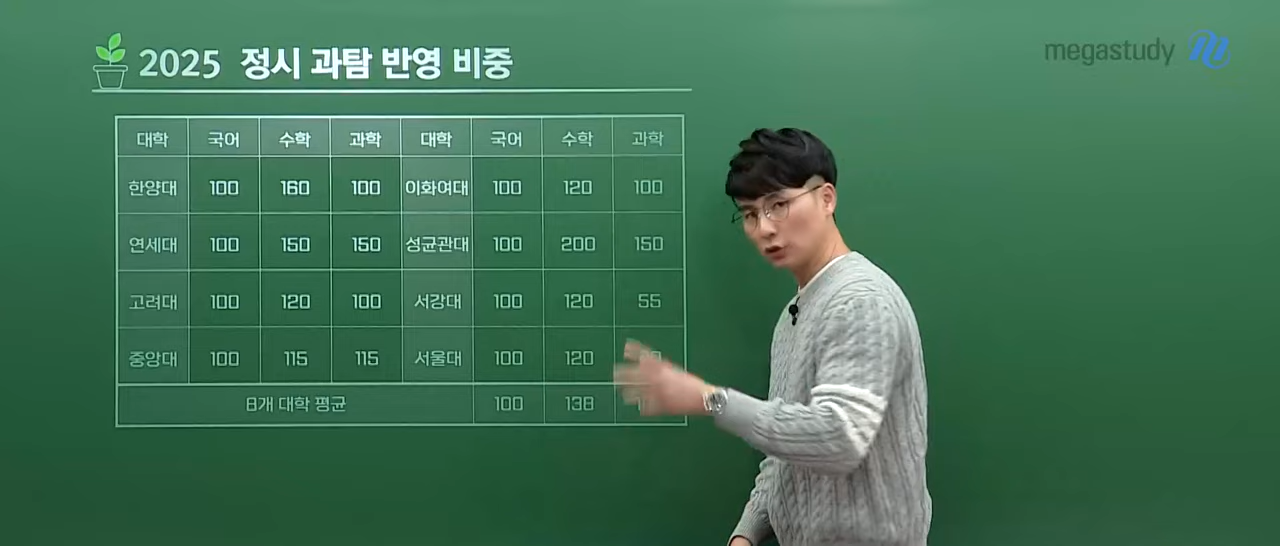 2025 정시 과탐 반영 비중
megastudy
대학 국어 수학 과학 대학 국어 수학 과학
한양대 100 160 100 이화여대 100 120 100
연세대 100 150 150 성균관대 100 200 150
고려대 100 120 100 서강대 100 120 55
중앙대 100 115 115 서울대 100 120
8개 대학 평균 100 138